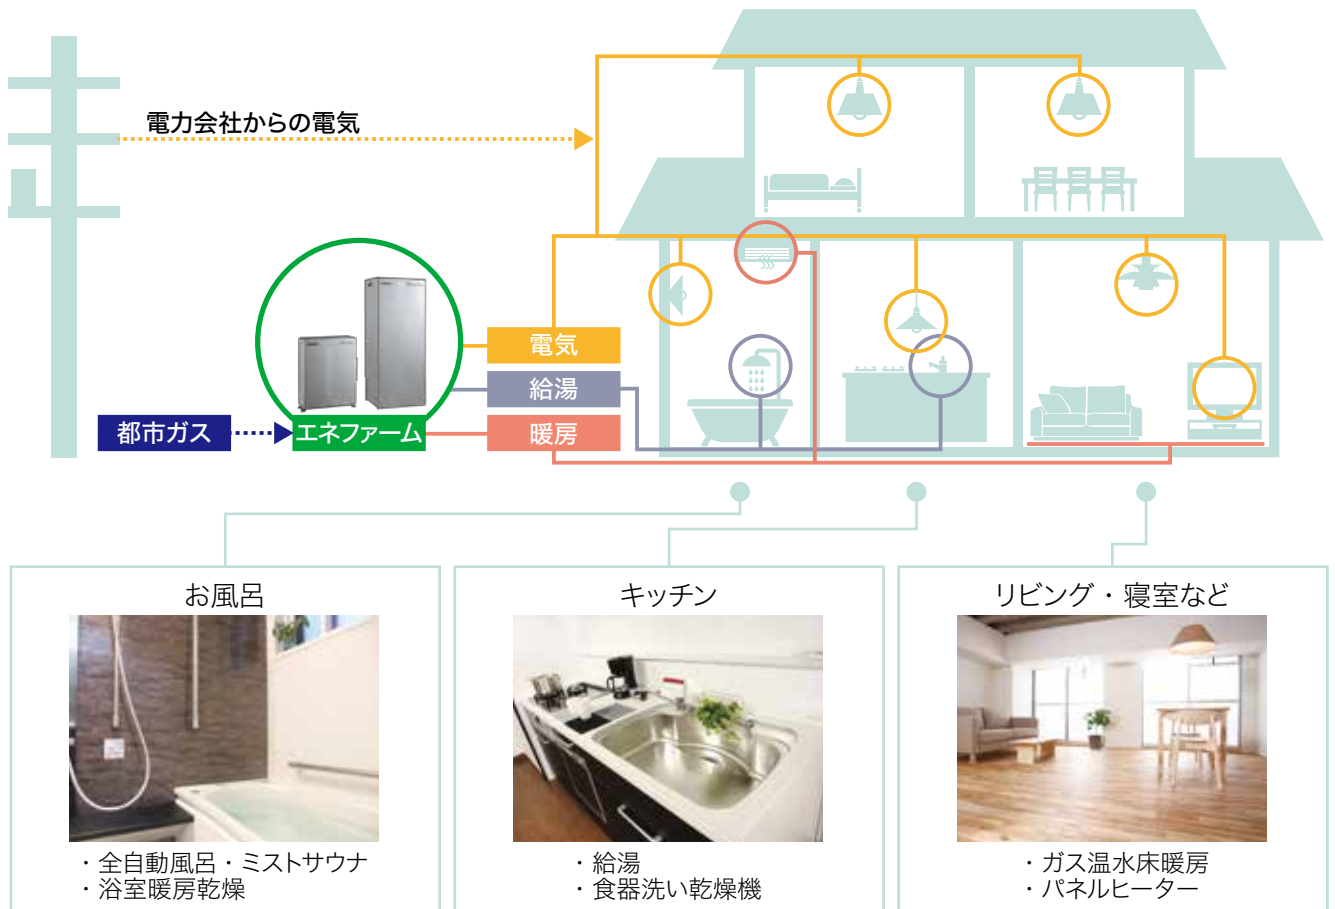 電力会社からの電気
電気
給湯
都市ガス
エネファーム
暖房
お風呂
・全自動風呂・ミストサウナ
・浴室暖房乾燥
キッチン
・給湯
・食器洗い乾燥機
リビング・寝室など
・ガス温水床暖房
・パネルヒーター